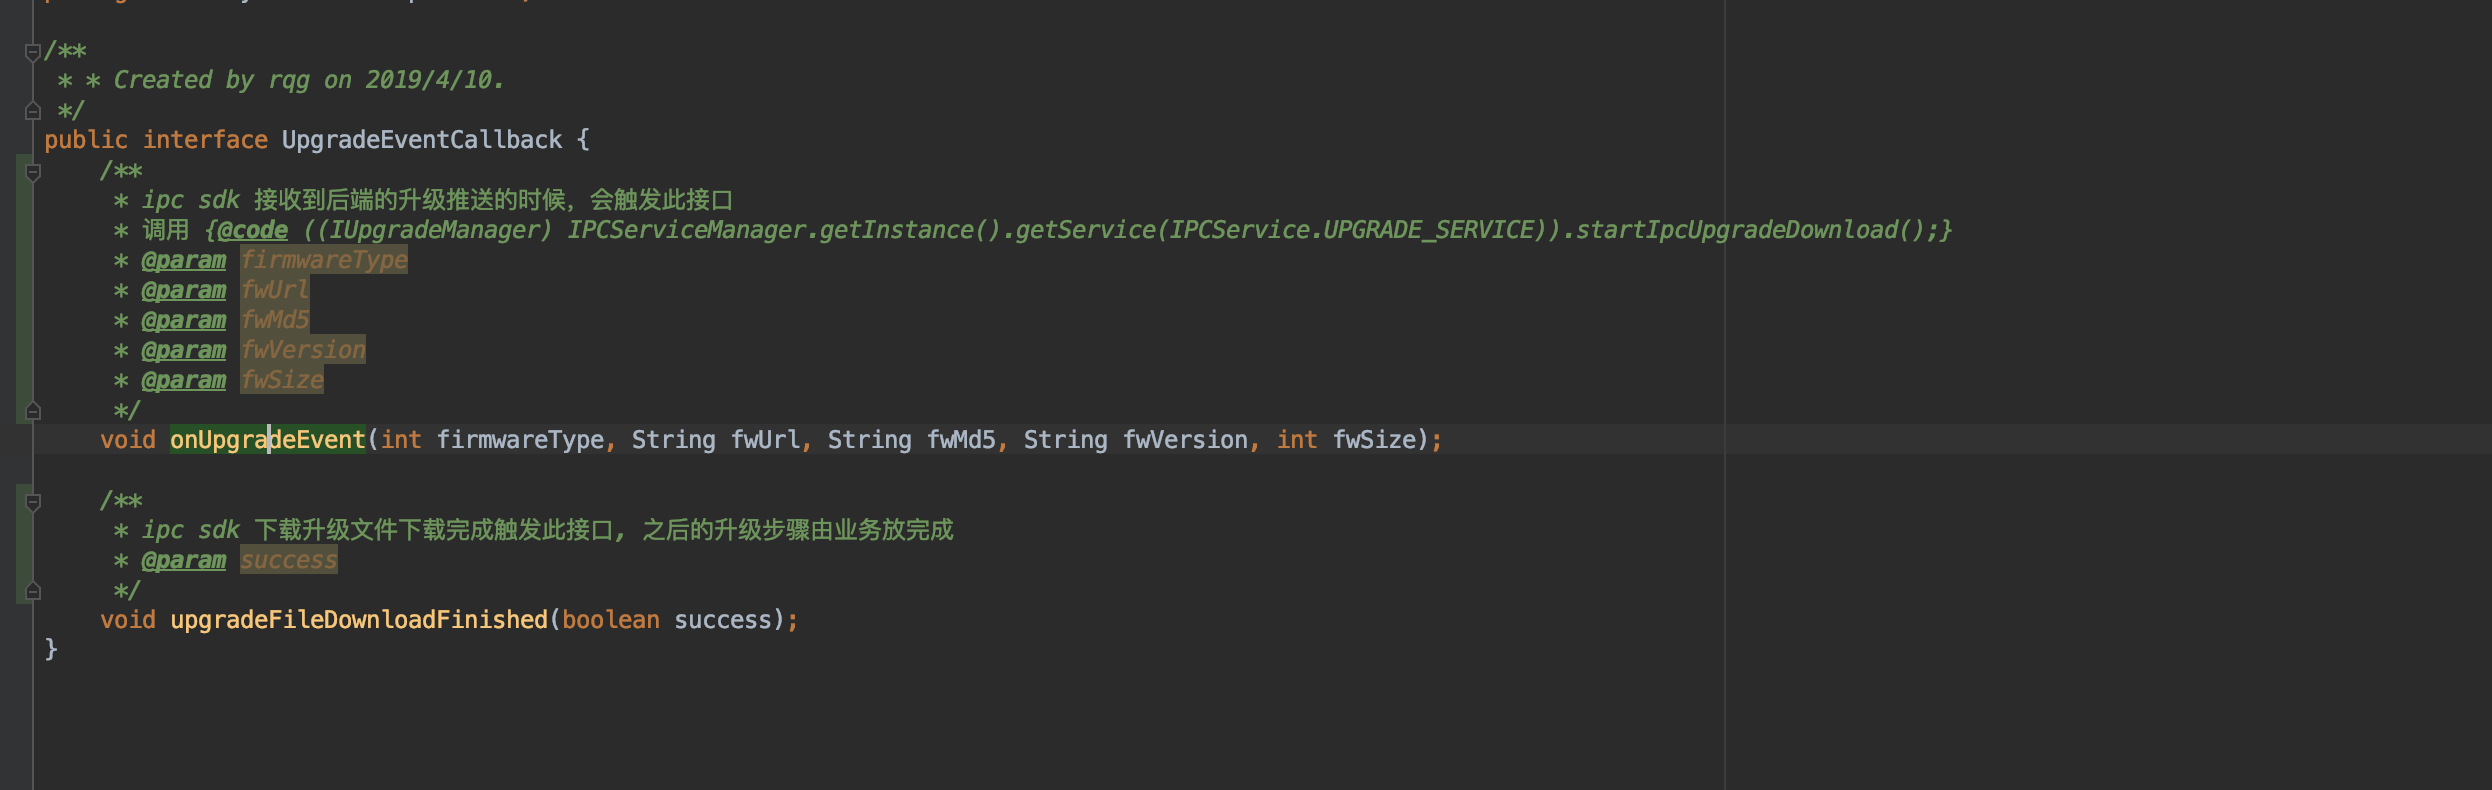 /**
 * * Created by rqg on 2019/4/10.
 */
public interface UpgradeEventCallback {
    /**
     * ipc sdk 接收到后端的升级推送的时候, 会触发此接口
     * 调用 {@code ((IUpgradeManager) IPCServiceManager.getInstance().getService(IPCService.UPGRADE_SERVICE)).startIpcUpgradeDownload();}
     * @param firmwareType
     * @param fwUrl
     * @param fwMd5
     * @param fwVersion
     * @param fwSize
     */
    void onUpgradeEvent(int firmwareType, String fwUrl, String fwMd5, String fwVersion, int fwSize);
    /**
     * ipc sdk 下载升级文件下载完成触发此接口, 之后的升级步骤由业务放完成
     * @param success
     */
    void upgradeFileDownloadFinished(boolean success);
}